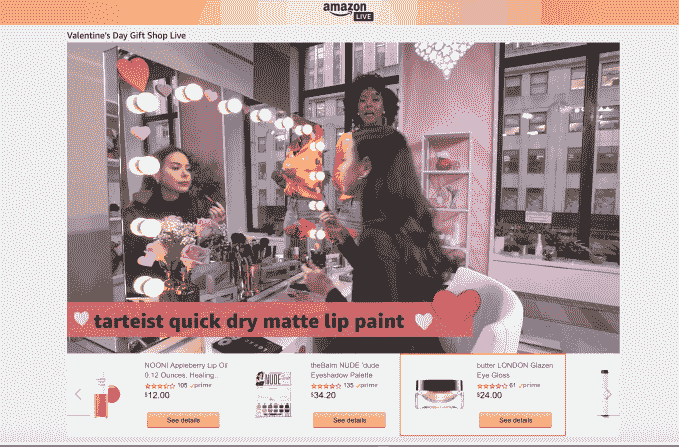 amazon
LIVE
Valentine's Day Gift Shop Live
tarteist quick dry matte lip paint
NOONI Appleberry Lip Oil
0.12 Ounces, Healing...
105 prime
$12.00
See details
NUDE
theBalm NUDE 'dude
Eyeshadow Palette
135 prime
$34.20
See details
butter LONDON Glazen
Eye Gloss
61 prime
$24.00
See details